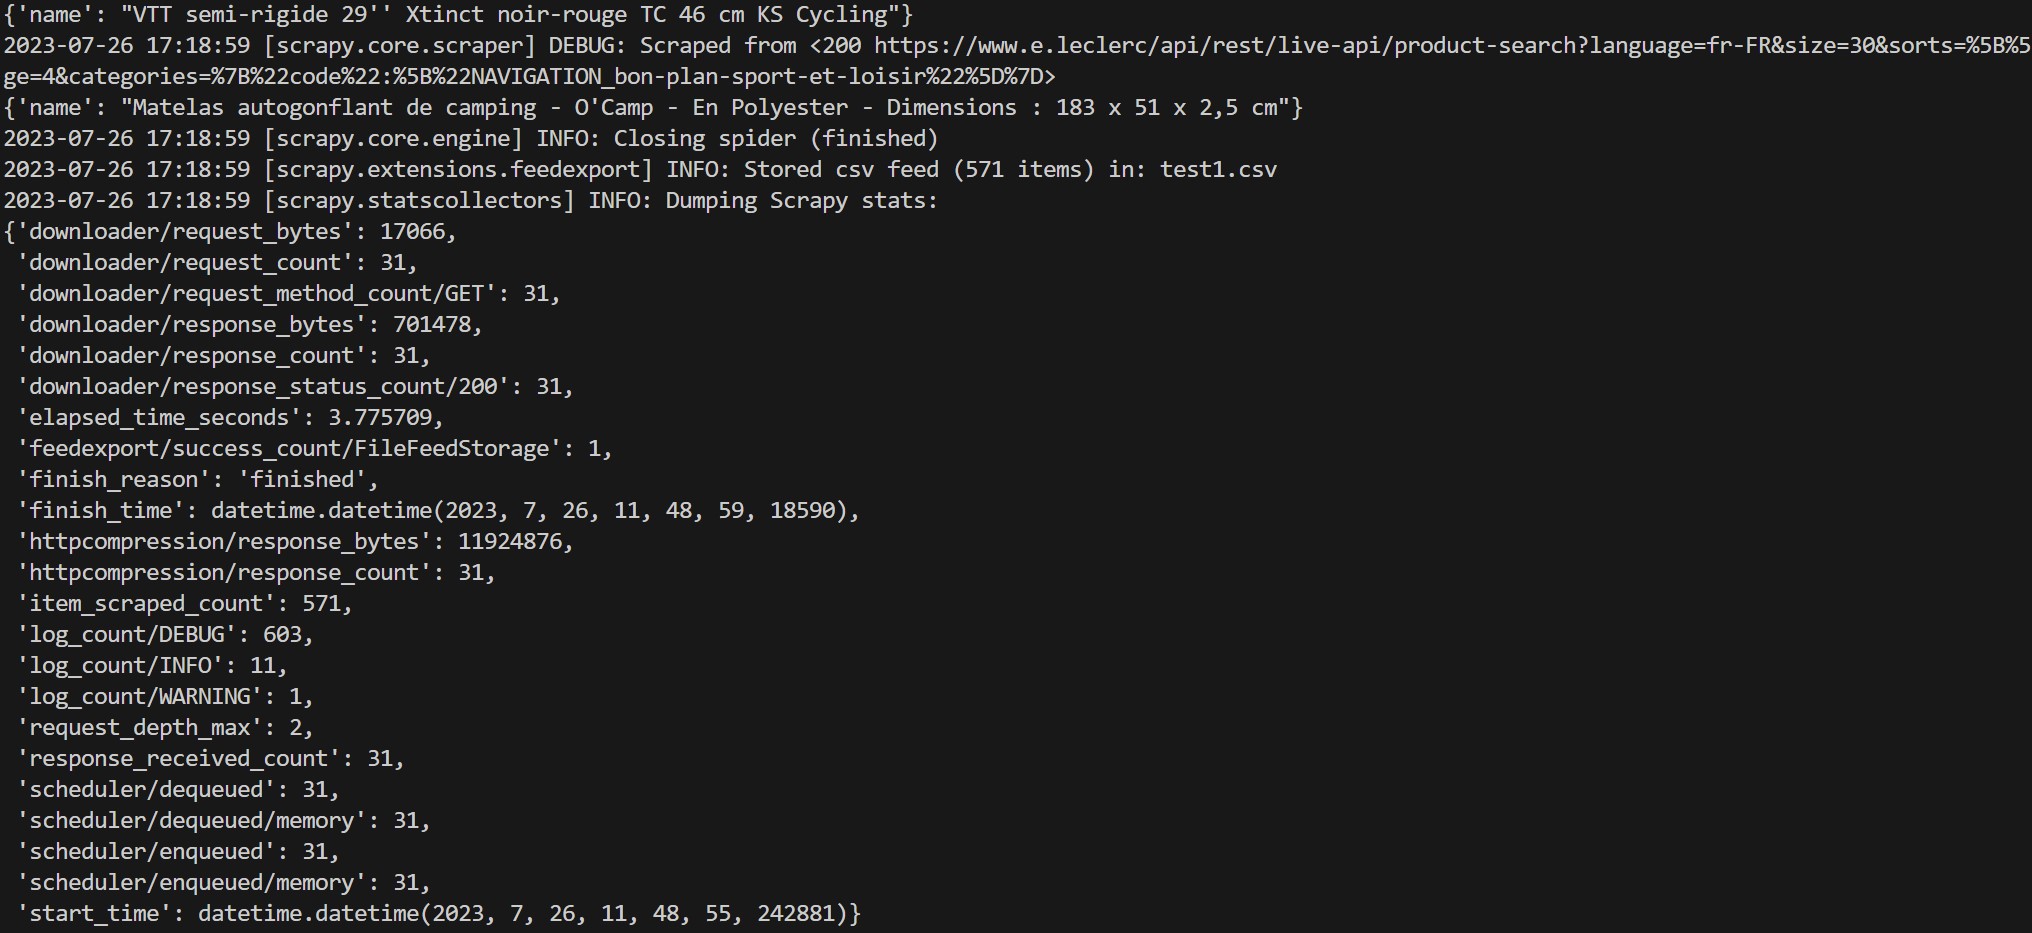 {'name': "VTT semi-rigide 29'' Xtinct noir-rouge TC 46 cm KS Cycling"}
2023-07-26 17:18:59 [scrapy.core.scraper] DEBUG: Scraped from <200 https://www.e.leclerc/api/rest/live-api/product-search?language=fr-FR&size=30&sorts=%5B%5
ge=4&categories=%7B%22code%22:%5B%22NAVIGATION_bon-plan-sport-et-loisir%22%5D%7D>
{'name': "Matelas autogonflant de camping - O'Camp - En Polyester - Dimensions : 183 x 51 x 2,5 cm"}
2023-07-26 17:18:59 [scrapy.core.engine] INFO: Closing spider (finished)
2023-07-26 17:18:59 [scrapy.extensions.feedexport] INFO: Stored csv feed (571 items) in: test1.csv
2023-07-26 17:18:59 [scrapy.statscollectors] INFO: Dumping Scrapy stats:
{'downloader/request_bytes': 17066,
 'downloader/request_count': 31,
 'downloader/request_method_count/GET': 31,
 'downloader/response_bytes': 701478,
 'downloader/response_count': 31,
 'downloader/response_status_count/200': 31,
 'elapsed_time_seconds': 3.775709,
 'feedexport/success_count/FileFeedStorage': 1,
 'finish_reason': 'finished',
 'finish_time': datetime.datetime(2023, 7, 26, 11, 48, 59, 18590),
 'httpcompression/response_bytes': 11924876,
 'httpcompression/response_count': 31,
 'item_scraped_count': 571,
 'log_count/DEBUG': 603,
 'log_count/INFO': 11,
 'log_count/WARNING': 1,
 'request_depth_max': 2,
 'response_received_count': 31,
 'scheduler/dequeued': 31,
 'scheduler/dequeued/memory': 31,
 'scheduler/enqueued': 31,
 'scheduler/enqueued/memory': 31,
 'start_time': datetime.datetime(2023, 7, 26, 11, 48, 55, 242881)}